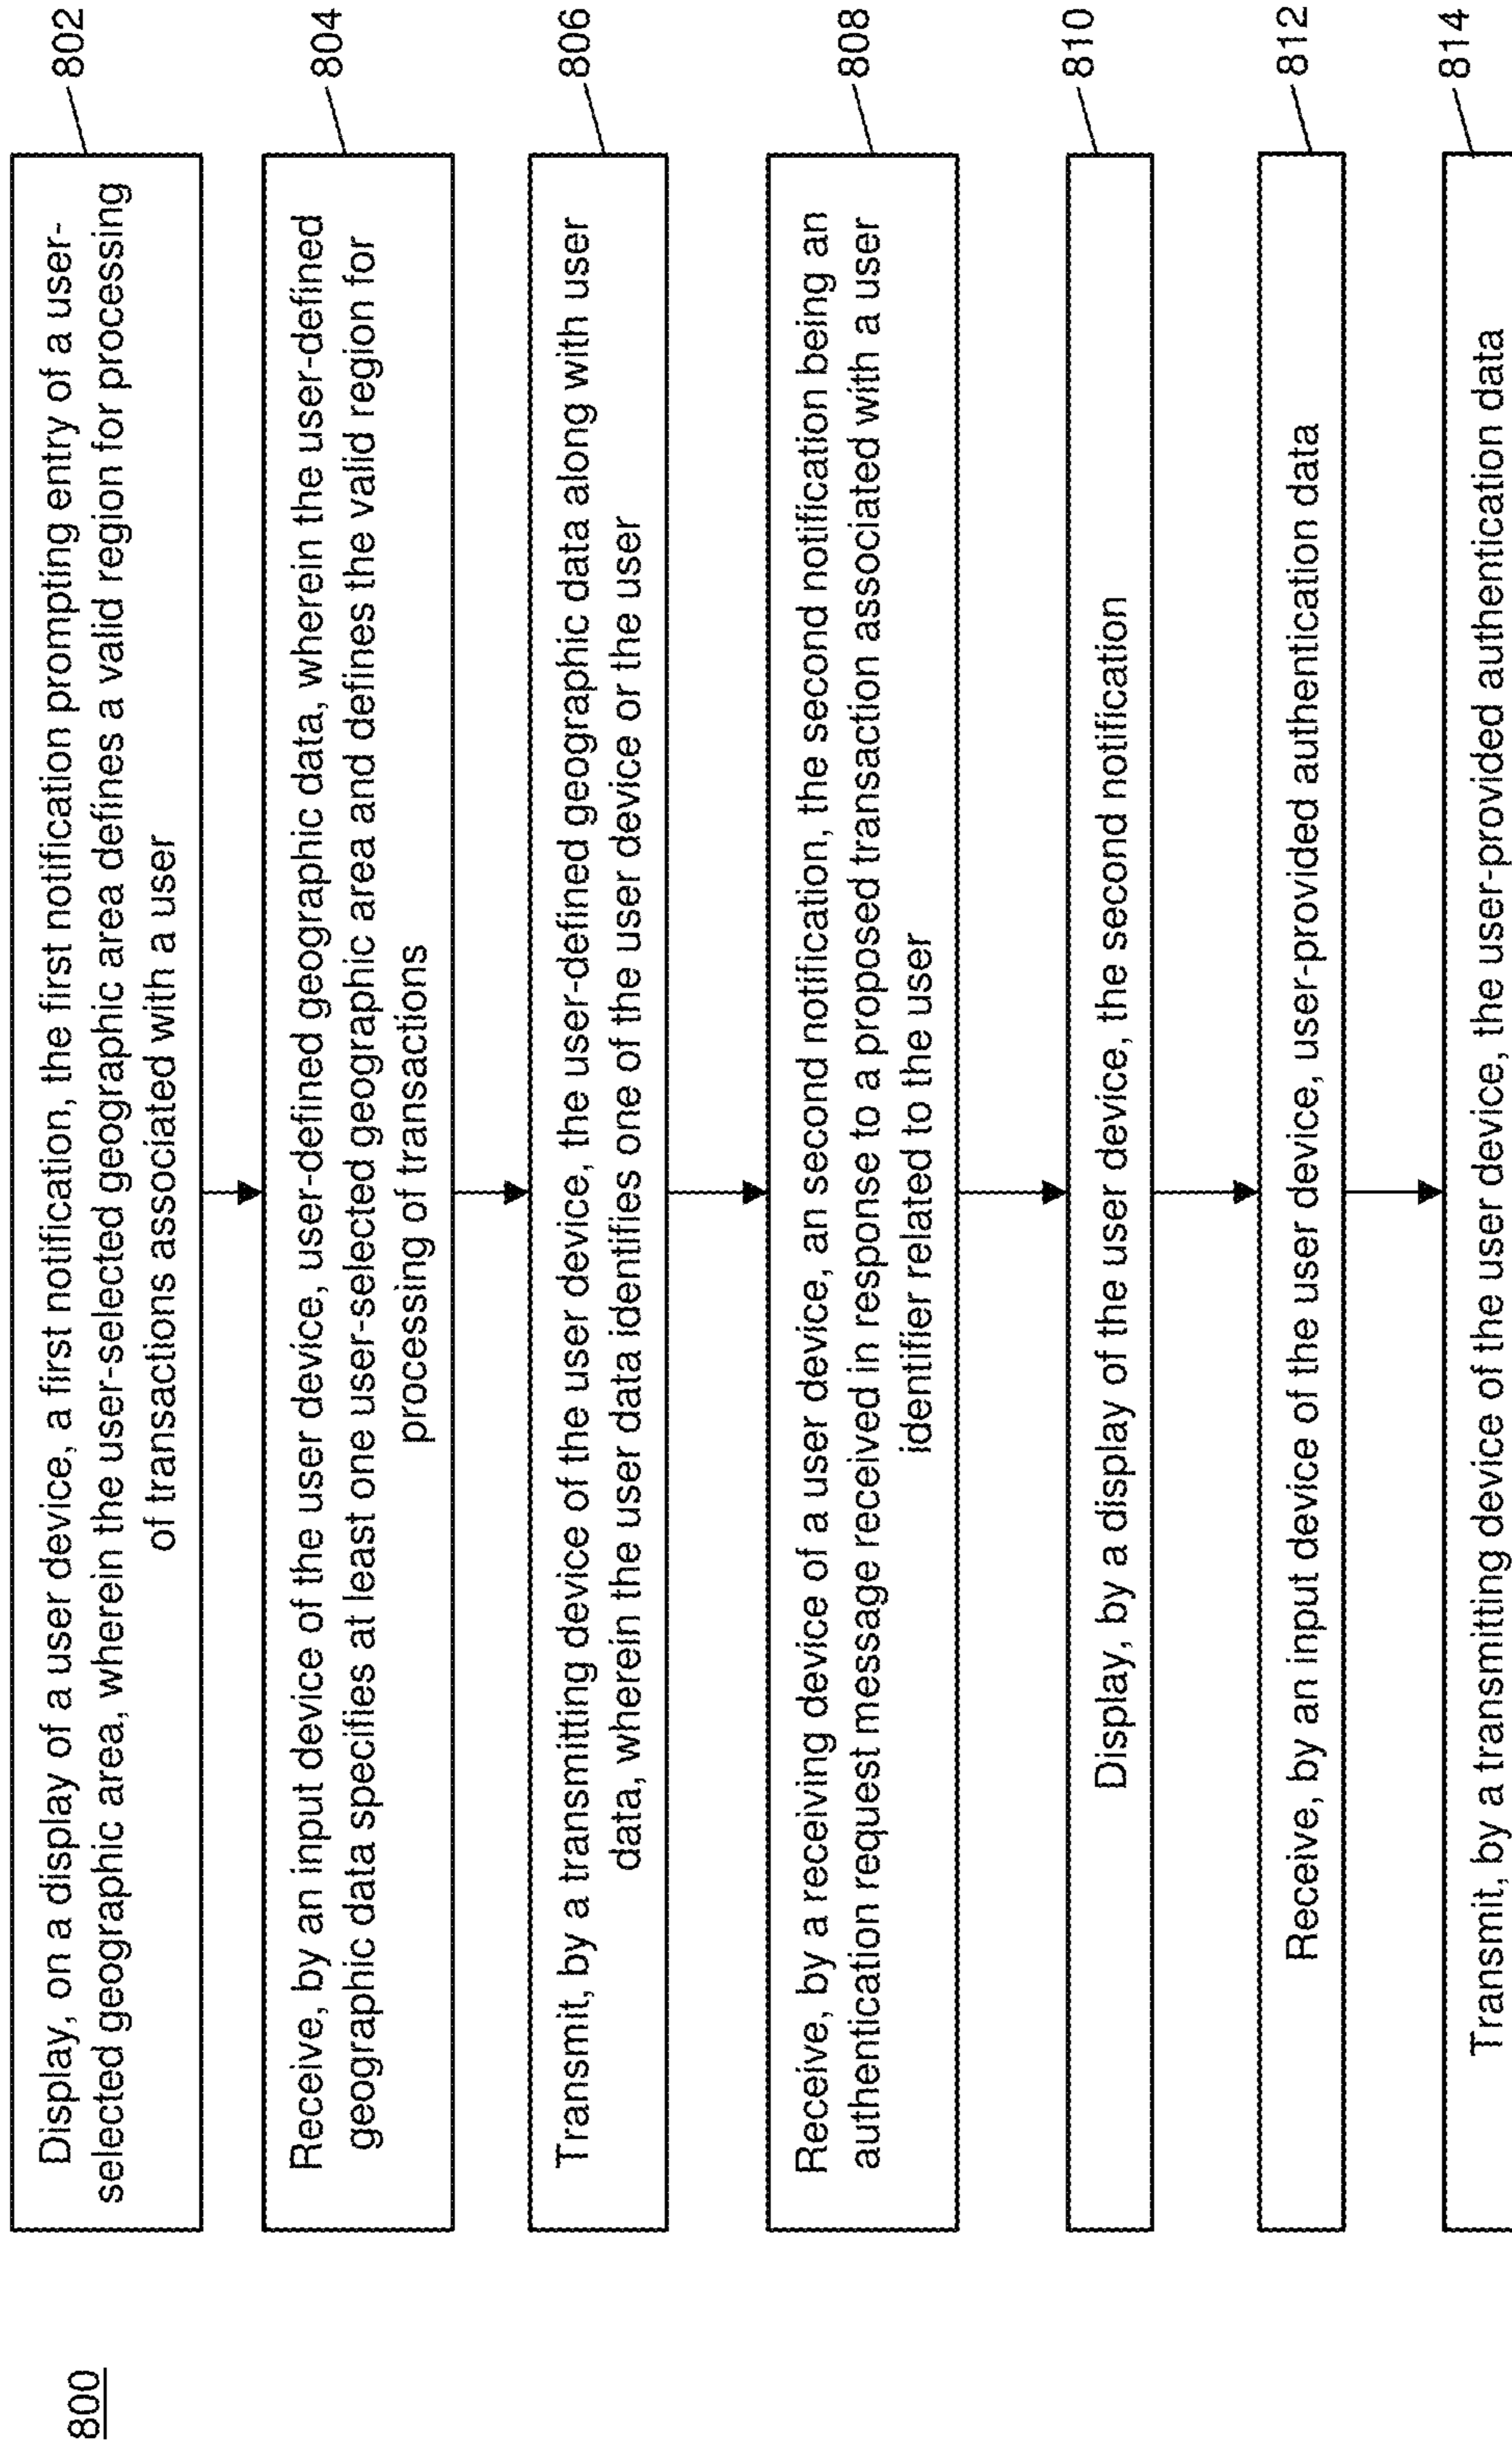 800
Display, on a display of a user device, a first notification, the first notification prompting entry of a user-
selected geographic area, wherein the user-selected geographic area defines a valid region for processing
of transactions associated with a user
802
Receive, by an input device of the user device, user-defined geographic data, wherein the user-defined
geographic data specifies at least one user-selected geographic area and defines the valid region for
processing of transactions
804
Transmit, by a transmitting device of the user device, the user-defined geographic data along with user
data, wherein the user data identifies one of the user device or the user
806
Receive, by a receiving device of a user device, an second notification, the second notification being an
authentication request message received in response to a proposed transaction associated with a user
identifier related to the user
808
Display, by a display of the user device, the second notification
810
Receive, by an input device of the user device, user-provided authentication data
812
Transmit, by a transmitting device of the user device, the user-provided authentication data
814